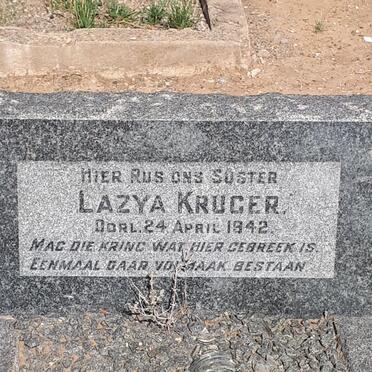 HIER RUS ONS SUSTER
LAZYA KRUGER.
OORL. 24 APRIL 1942.
MAG DIE KRING WAT HIER GEBREEK IS.
EENMAAL DAAR VOLMAAK BESTAAN